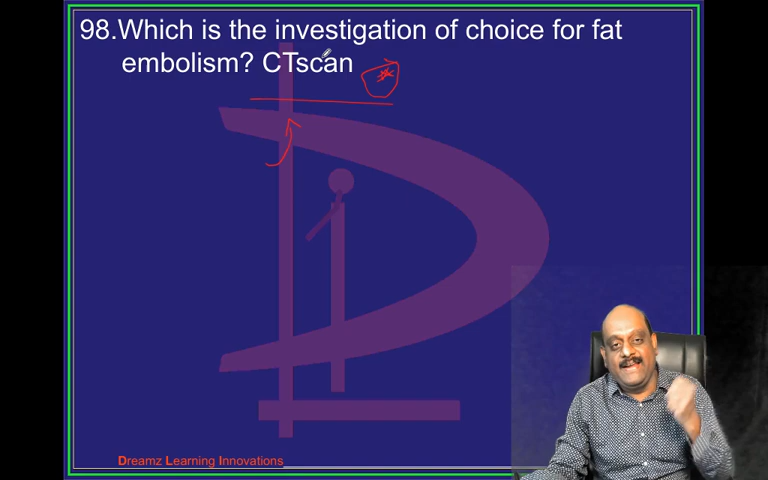 98.Which is the investigation of choice for fat
embolism? CTscan
Dreamz Learning Innovations